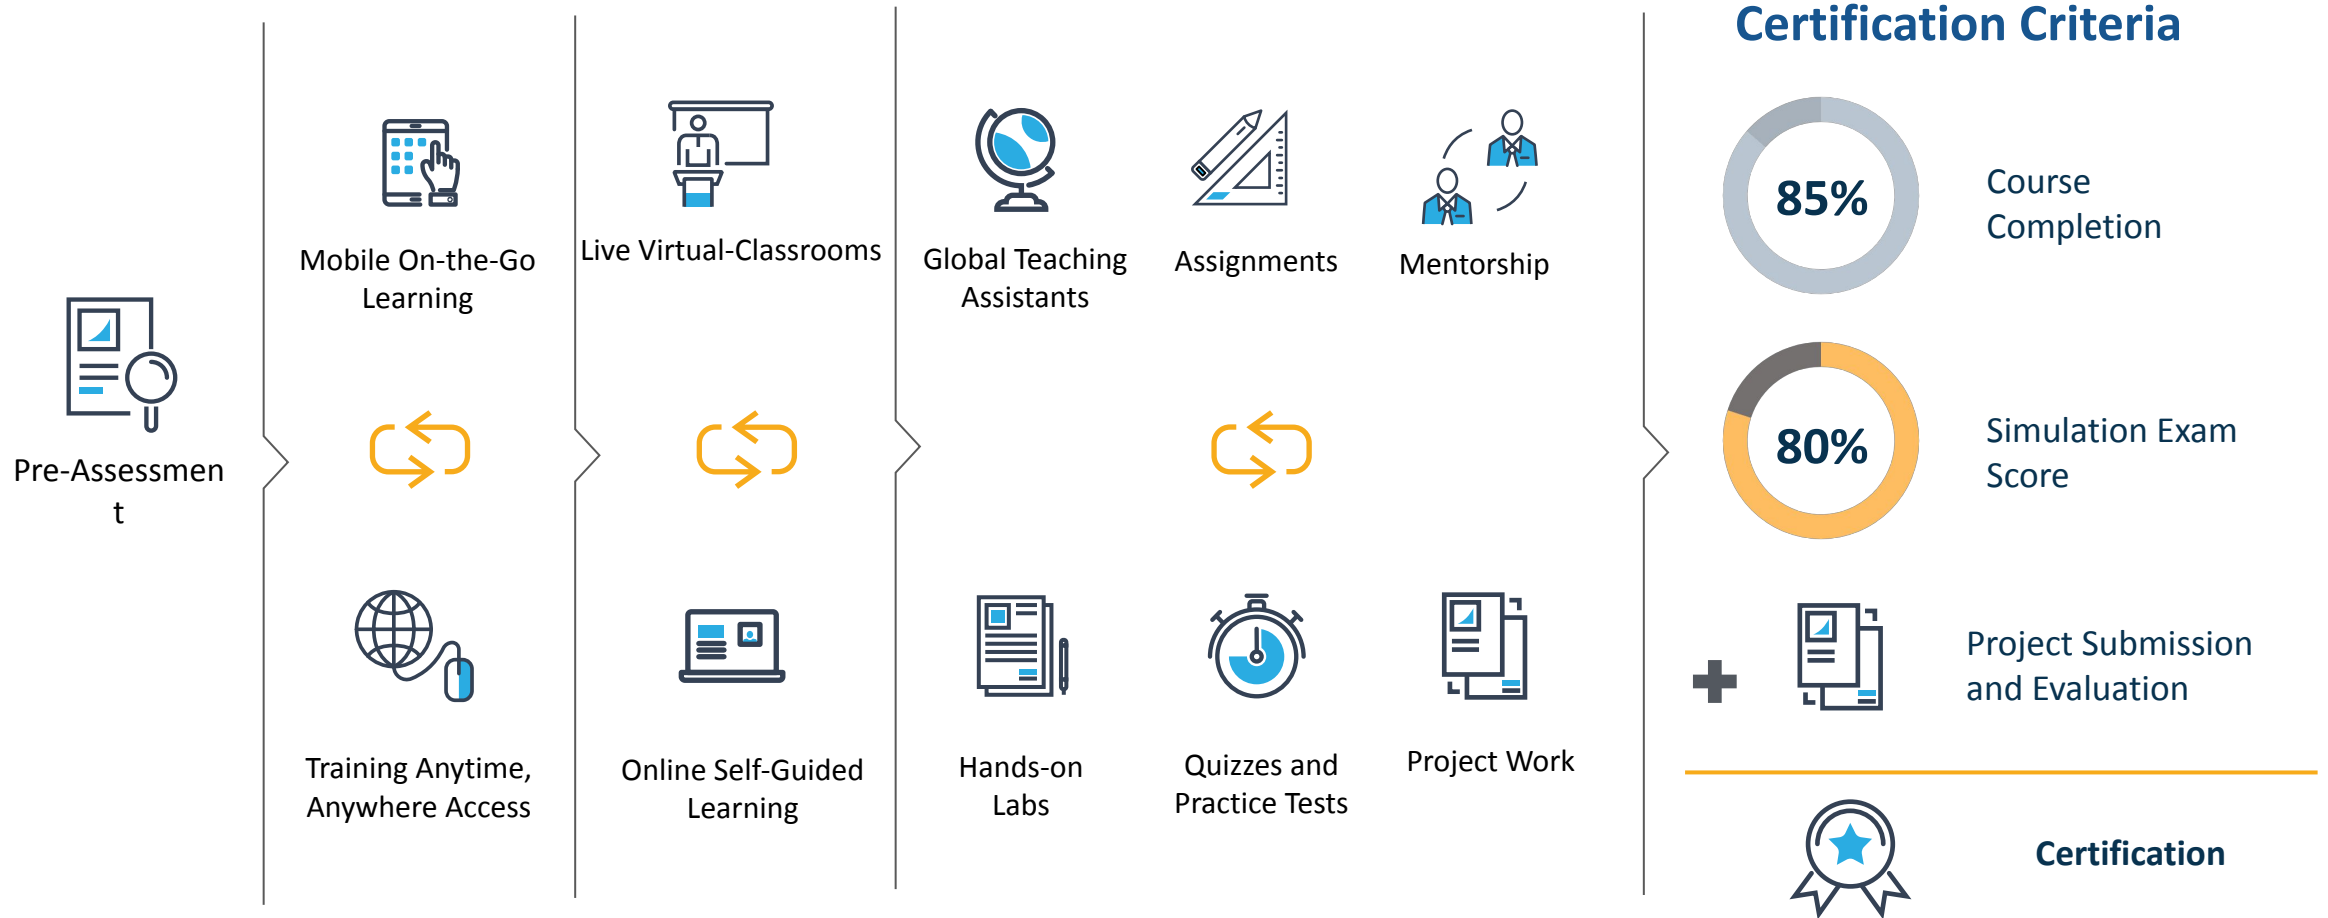 Pre-Assessmen
t
Mobile On-the-Go
Learning
Training Anytime,
Anywhere Access
Live Virtual-Classrooms
Online Self-Guided
Learning
Global Teaching
Assistants
Assignments
Mentorship
Hands-on
Labs
Quizzes and
Practice Tests
Project Work
Certification Criteria
85%
Course
Completion
80%
Simulation Exam
Score
Project Submission
and Evaluation
Certification